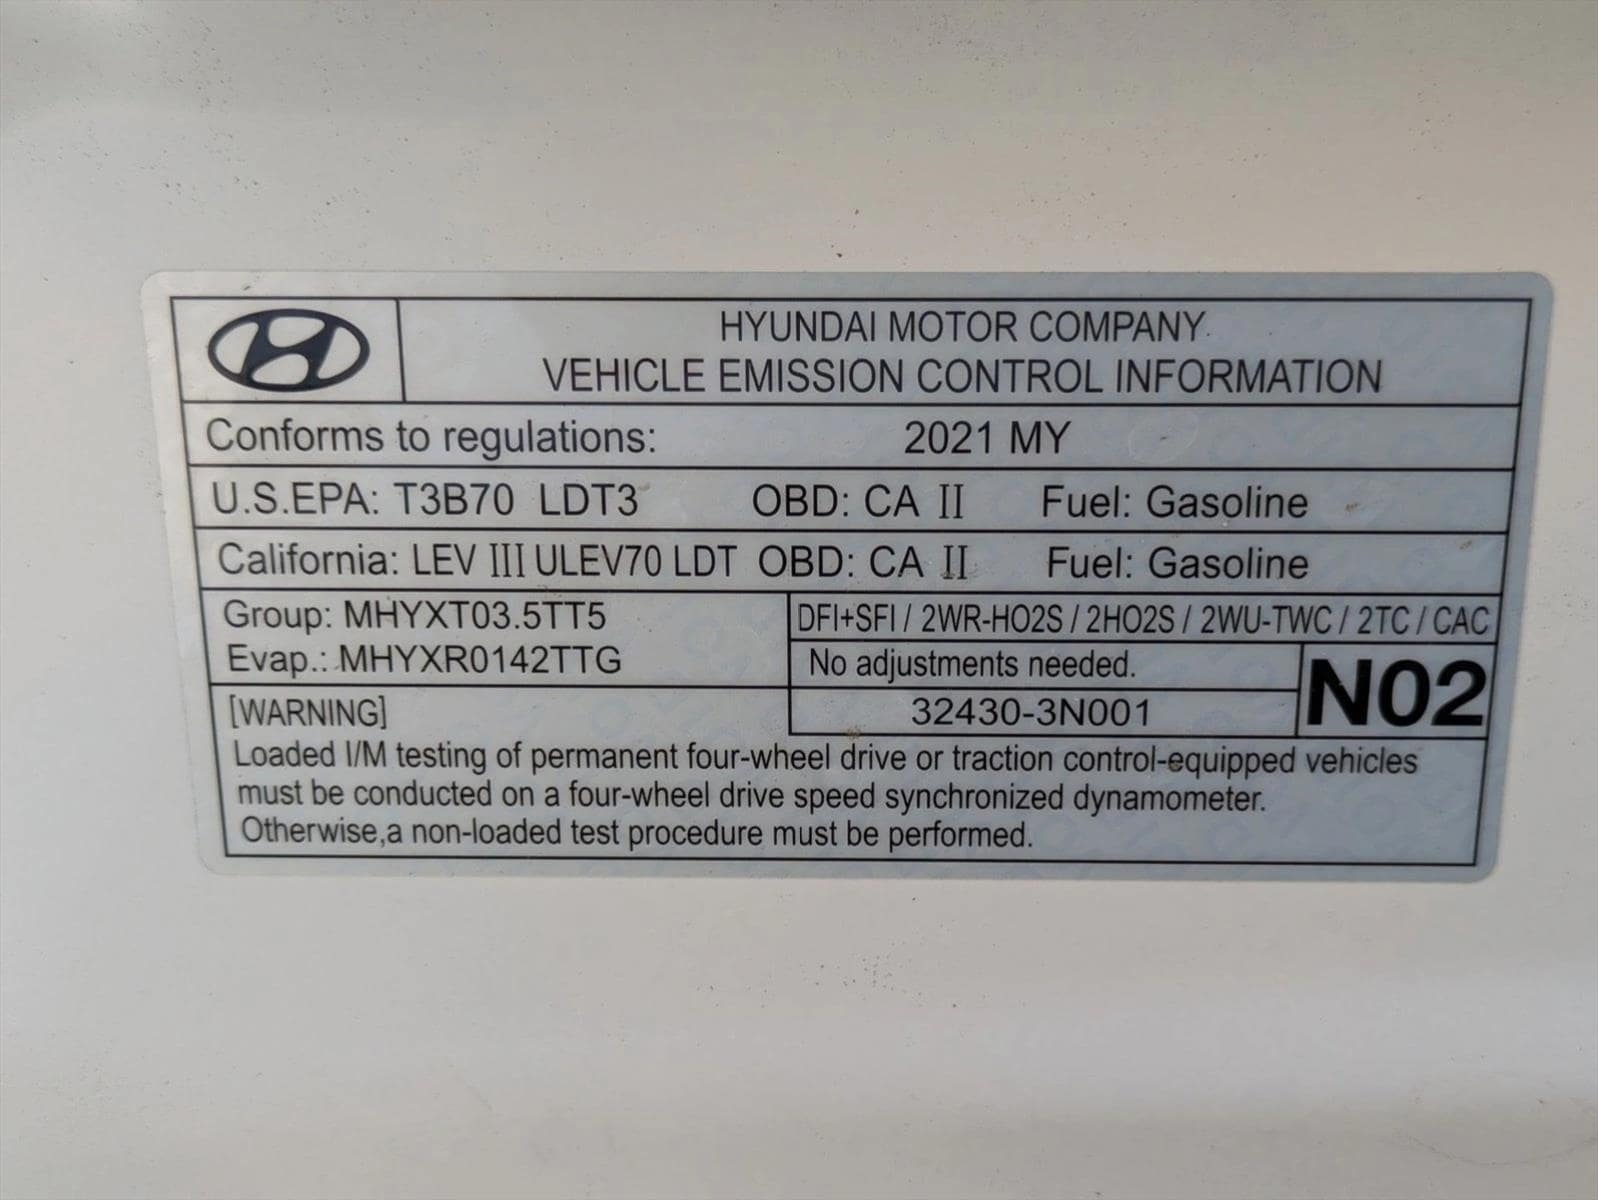 HYUNDAI MOTOR COMPANY
VEHICLE EMISSION CONTROL INFORMATION
Conforms to regulations: 2021 MY
U.S.EPA: T3B70 LDT3 OBD: CA II Fuel: Gasoline
California: LEV III ULEV70 LDT OBD: CA II Fuel: Gasoline
Group: MHYXT03.5TT5
Evap.: MHYXR0142TTG
DFI+SFI / 2WR-HO2S / 2HO2S / 2WU-TWC / 2TC / CAC
No adjustments needed.
32430-3N001
N02
[WARNING]
Loaded I/M testing of permanent four-wheel drive or traction control-equipped vehicles
must be conducted on a four-wheel drive speed synchronized dynamometer.
Otherwise,a non-loaded test procedure must be performed.